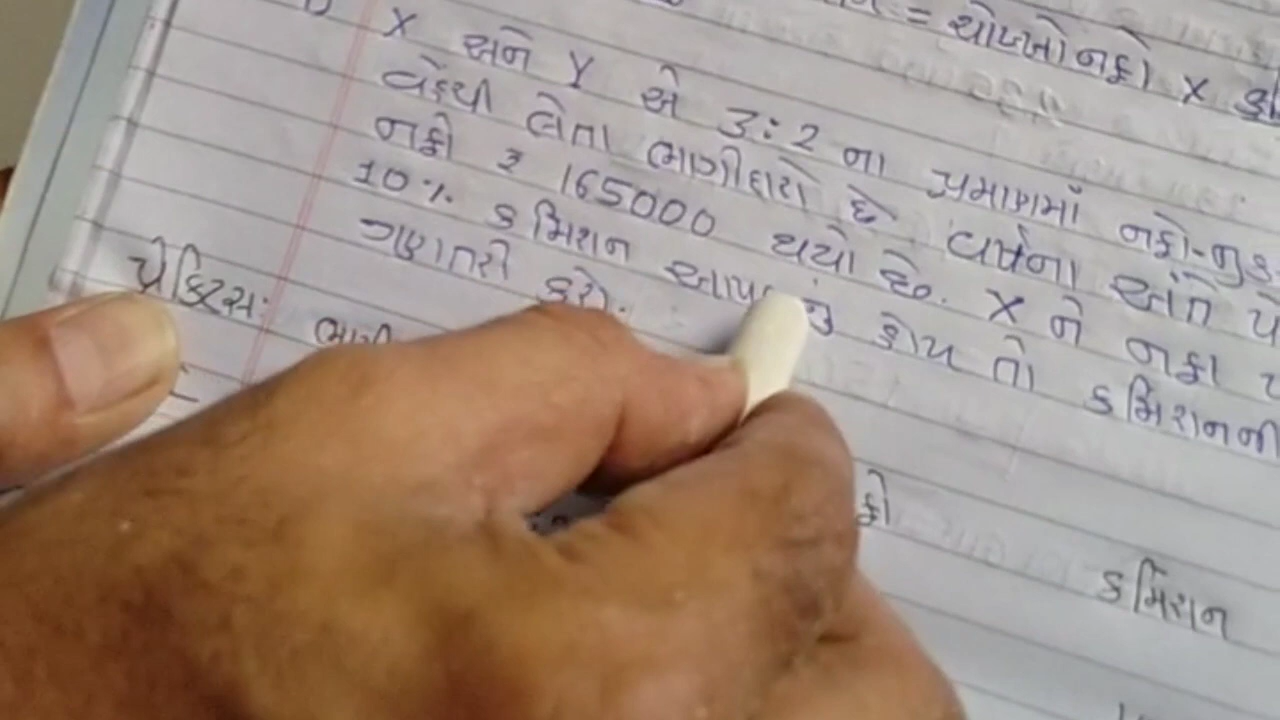 = ચોખ્ખો નફો X
X અને Y એ 3:2 ના પ્રમાણમાં નફો-નુક
વહેંચી લેતા ભાગીદારો છે વર્ષના અંતે પે
નફો ₹ 165000 થયો છે. X ને નફા પ
10% કમિશન આપવાનું હોય તો કમિશનની
ગણતરી કરો.
કમિશન